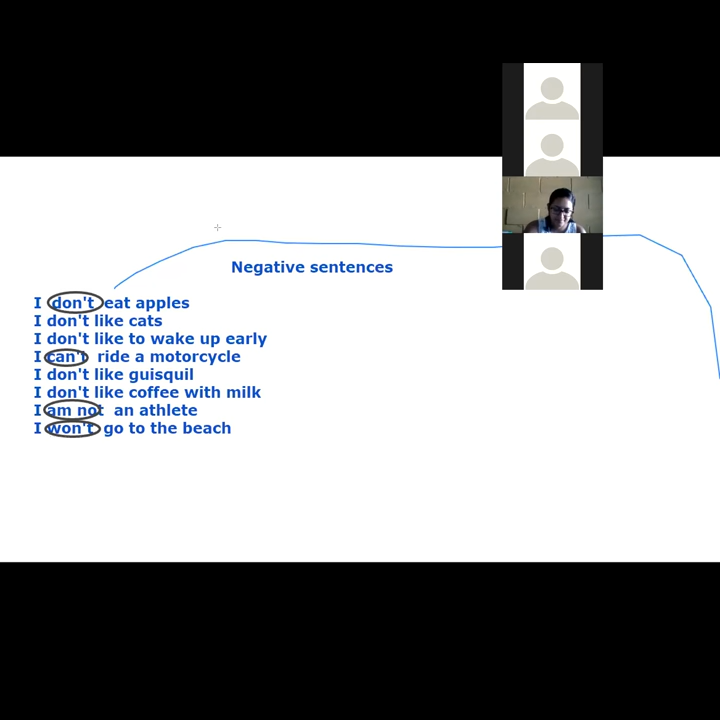 Negative sentences
I don't eat apples
I don't like cats
I don't like to wake up early
I can't ride a motorcycle
I don't like guisquil
I don't like coffee with milk
I am not an athlete
I won't go to the beach